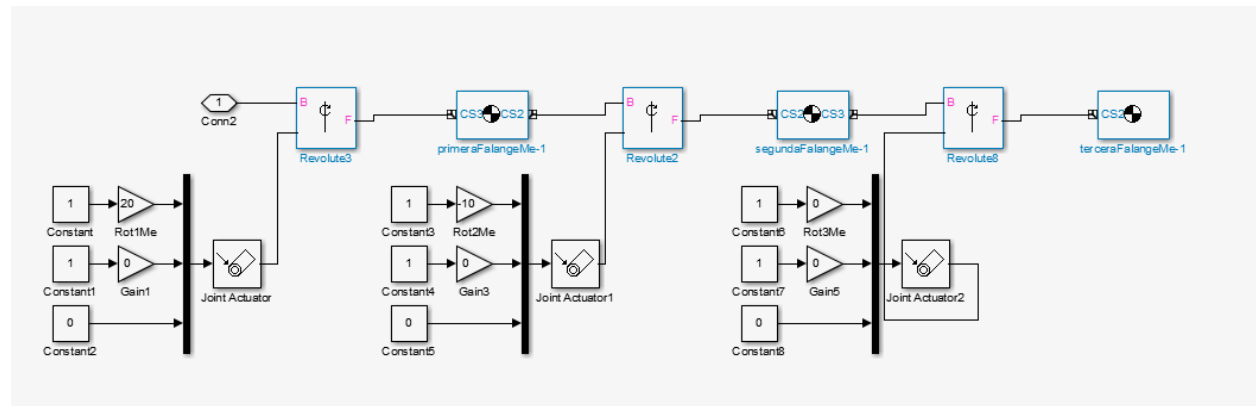 1
Conn2
B
F
Revolute3
CS3 CS2
primeraFalangeMe-1
B
F
Revolute2
CS2 CS3
segundaFalangeMe-1
B
F
Revolute8
CS2
terceraFalangeMe-1
1
Constant
20
Rot1Me
1
Constant1
0
Gain1
0
Constant2
Joint Actuator
1
Constant3
-10
Rot2Me
1
Constant4
0
Gain3
0
Constant5
Joint Actuator1
1
Constant6
0
Rot3Me
1
Constant7
0
Gain5
0
Constant8
Joint Actuator2